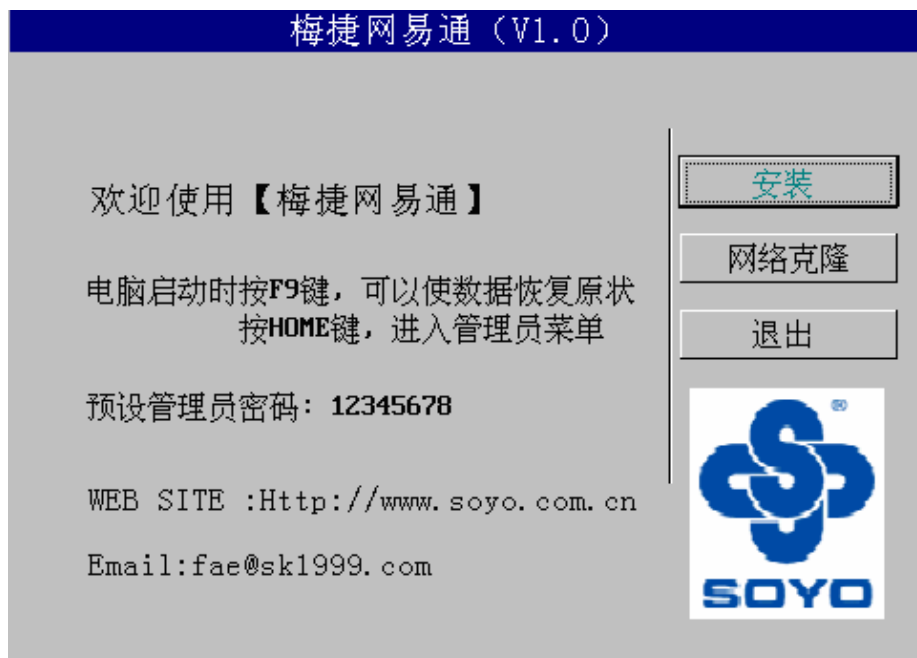 梅捷网易通（V1.0）
欢迎使用【梅捷网易通】
电脑启动时按F9键，可以使数据恢复原状
按HOME键，进入管理员菜单
预设管理员密码：12345678
WEB SITE :Http://www.soyo.com.cn
Email:fae@sk1999.com
安装
网络克隆
退出
®
SOYO